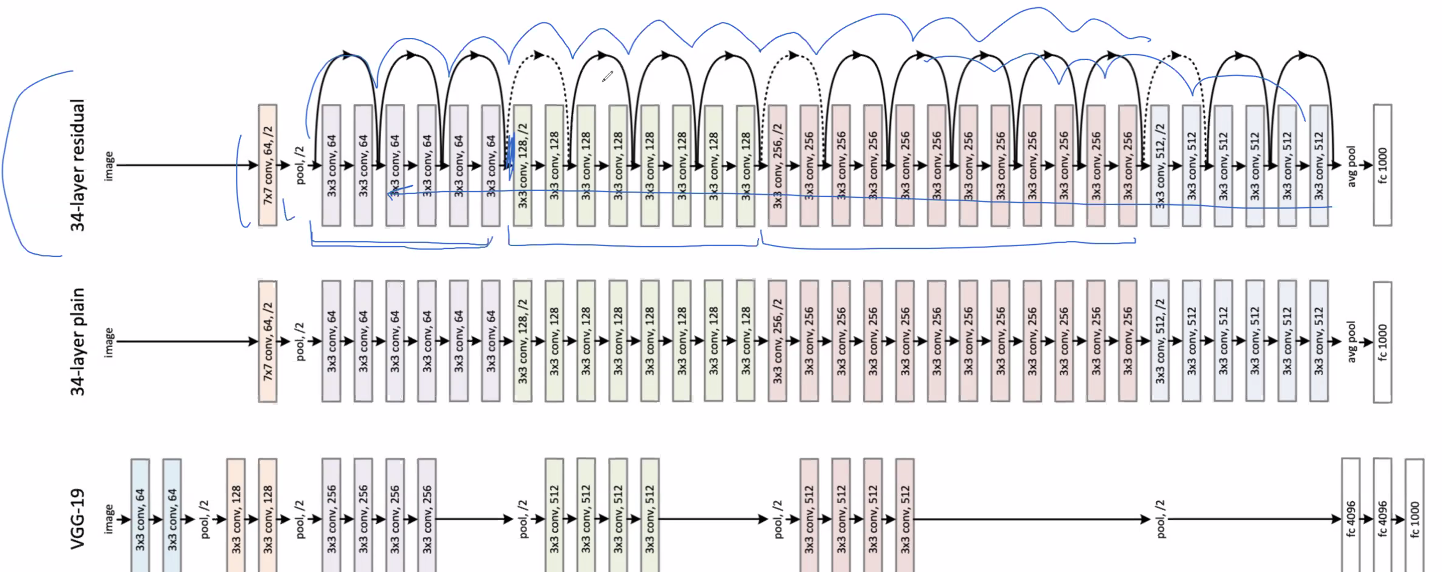 34-layer residual
image
7x7 conv, 64, /2
pool, /2
3x3 conv, 64
3x3 conv, 64
3x3 conv, 64
3x3 conv, 64
3x3 conv, 64
3x3 conv, 64
3x3 conv, 128, /2
3x3 conv, 128
3x3 conv, 128
3x3 conv, 128
3x3 conv, 128
3x3 conv, 128
3x3 conv, 128
3x3 conv, 128
3x3 conv, 256, /2
3x3 conv, 256
3x3 conv, 256
3x3 conv, 256
3x3 conv, 256
3x3 conv, 256
3x3 conv, 256
3x3 conv, 256
3x3 conv, 256
3x3 conv, 256
3x3 conv, 256
3x3 conv, 256
3x3 conv, 512, /2
3x3 conv, 512
3x3 conv, 512
3x3 conv, 512
3x3 conv, 512
3x3 conv, 512
avg pool
fc 1000
34-layer plain
image
7x7 conv, 64, /2
pool, /2
3x3 conv, 64
3x3 conv, 64
3x3 conv, 64
3x3 conv, 64
3x3 conv, 64
3x3 conv, 64
3x3 conv, 128, /2
3x3 conv, 128
3x3 conv, 128
3x3 conv, 128
3x3 conv, 128
3x3 conv, 128
3x3 conv, 128
3x3 conv, 128
3x3 conv, 256, /2
3x3 conv, 256
3x3 conv, 256
3x3 conv, 256
3x3 conv, 256
3x3 conv, 256
3x3 conv, 256
3x3 conv, 256
3x3 conv, 256
3x3 conv, 256
3x3 conv, 256
3x3 conv, 256
3x3 conv, 512, /2
3x3 conv, 512
3x3 conv, 512
3x3 conv, 512
3x3 conv, 512
3x3 conv, 512
avg pool
fc 1000
VGG-19
image
3x3 conv, 64
3x3 conv, 64
pool, /2
3x3 conv, 128
3x3 conv, 128
pool, /2
3x3 conv, 256
3x3 conv, 256
3x3 conv, 256
3x3 conv, 256
pool, /2
3x3 conv, 512
3x3 conv, 512
3x3 conv, 512
3x3 conv, 512
pool, /2
3x3 conv, 512
3x3 conv, 512
3x3 conv, 512
3x3 conv, 512
pool, /2
fc 4096
fc 4096
fc 1000